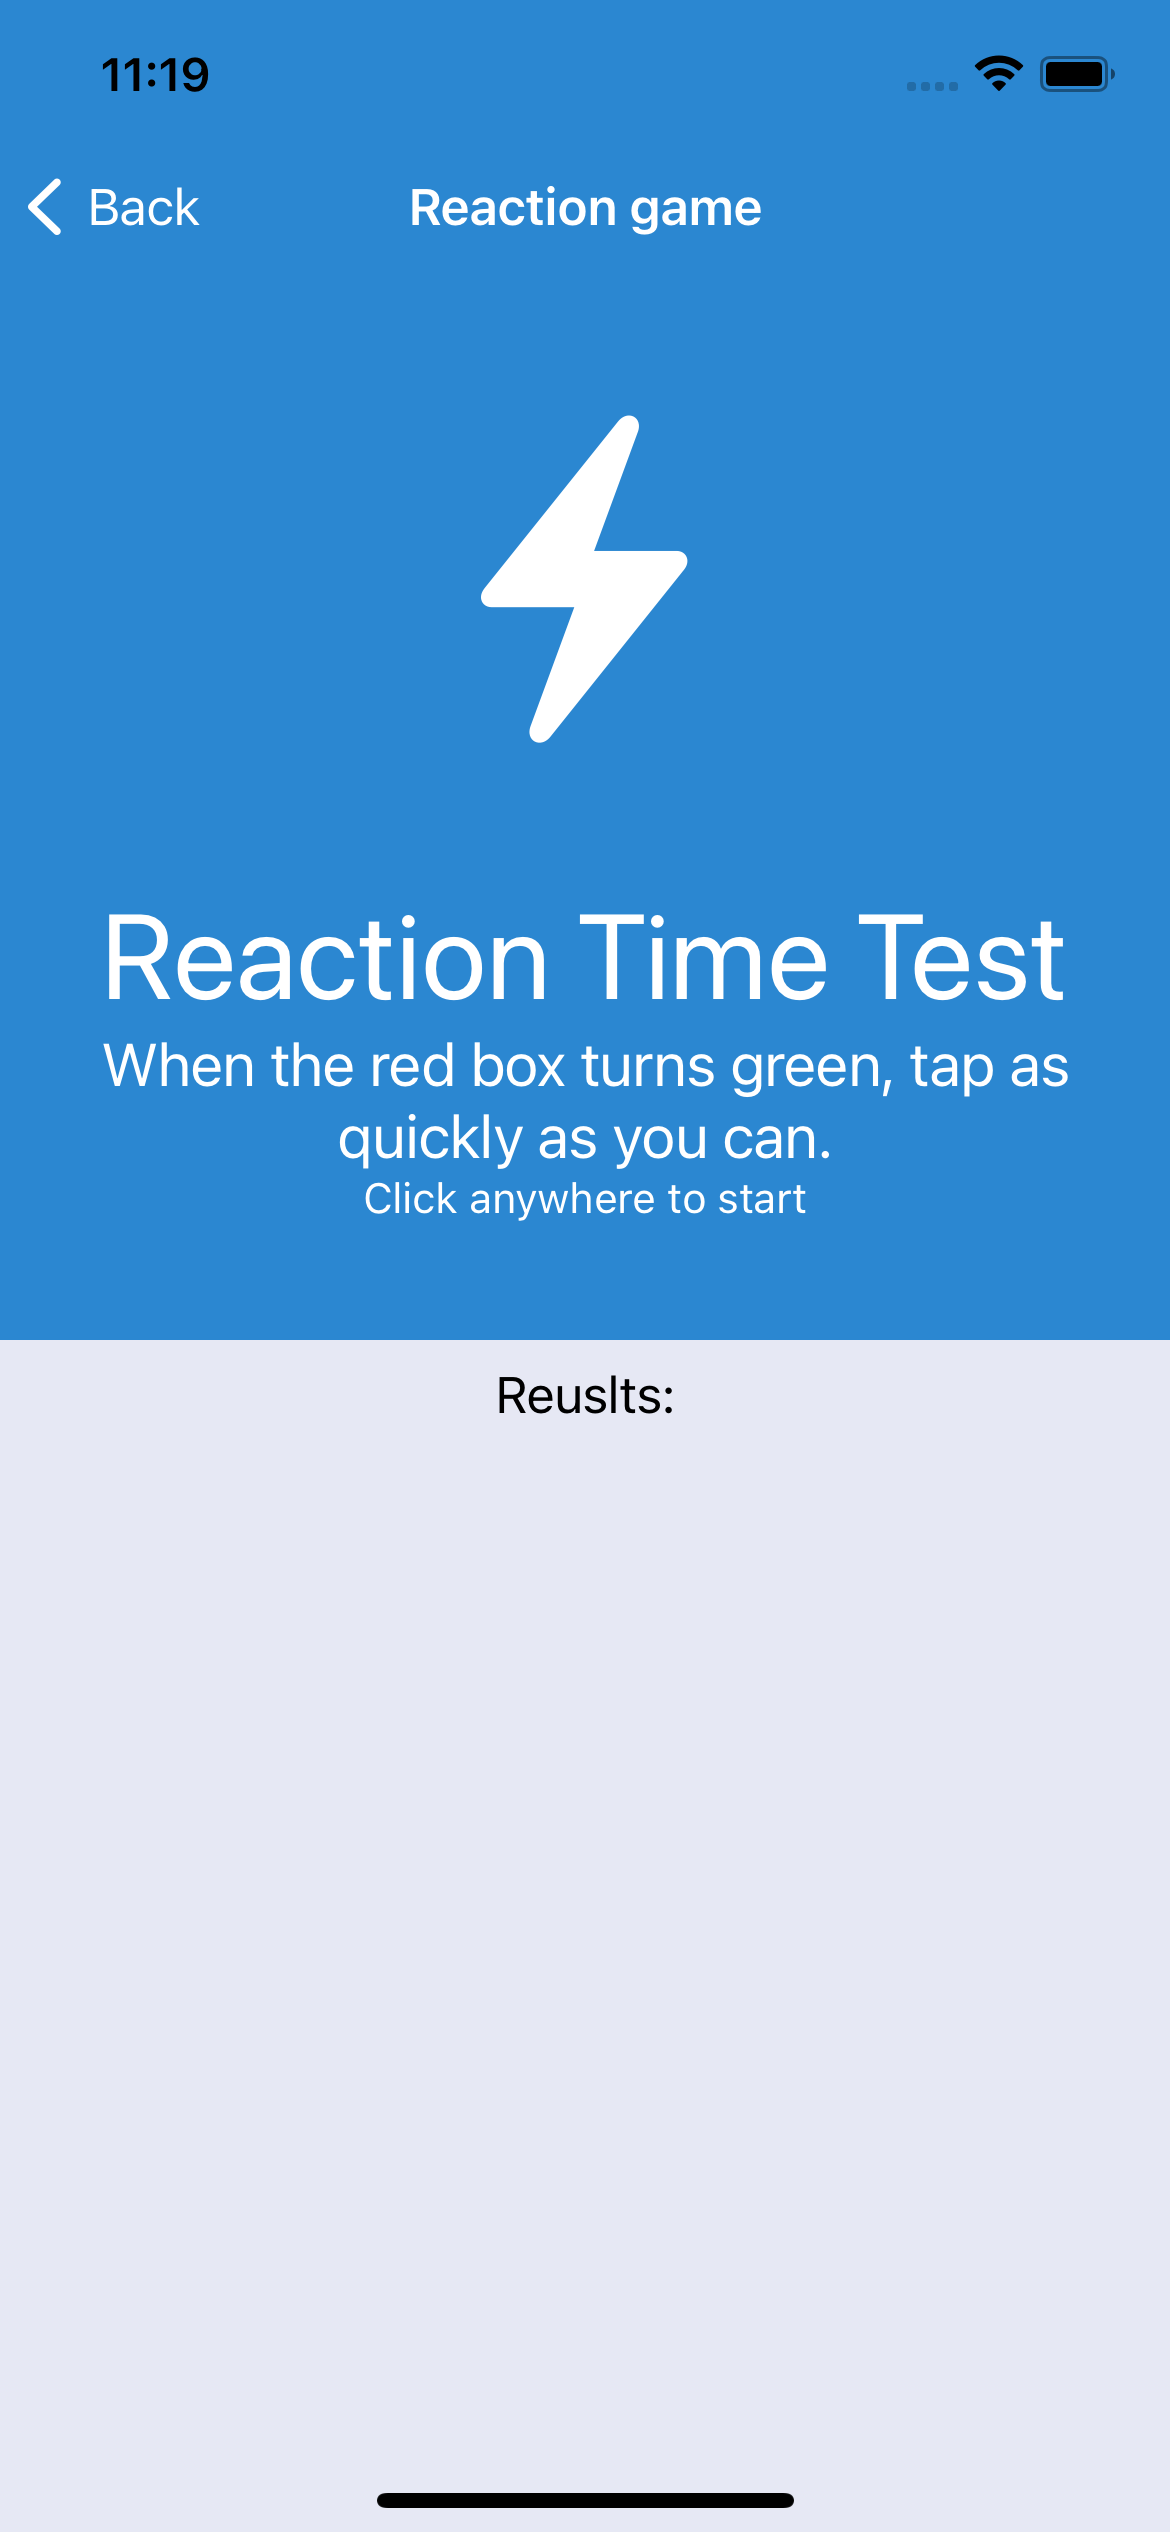 11:19
Back
Reaction game
Reaction Time Test
When the red box turns green, tap as
quickly as you can.
Click anywhere to start
Reuslts: